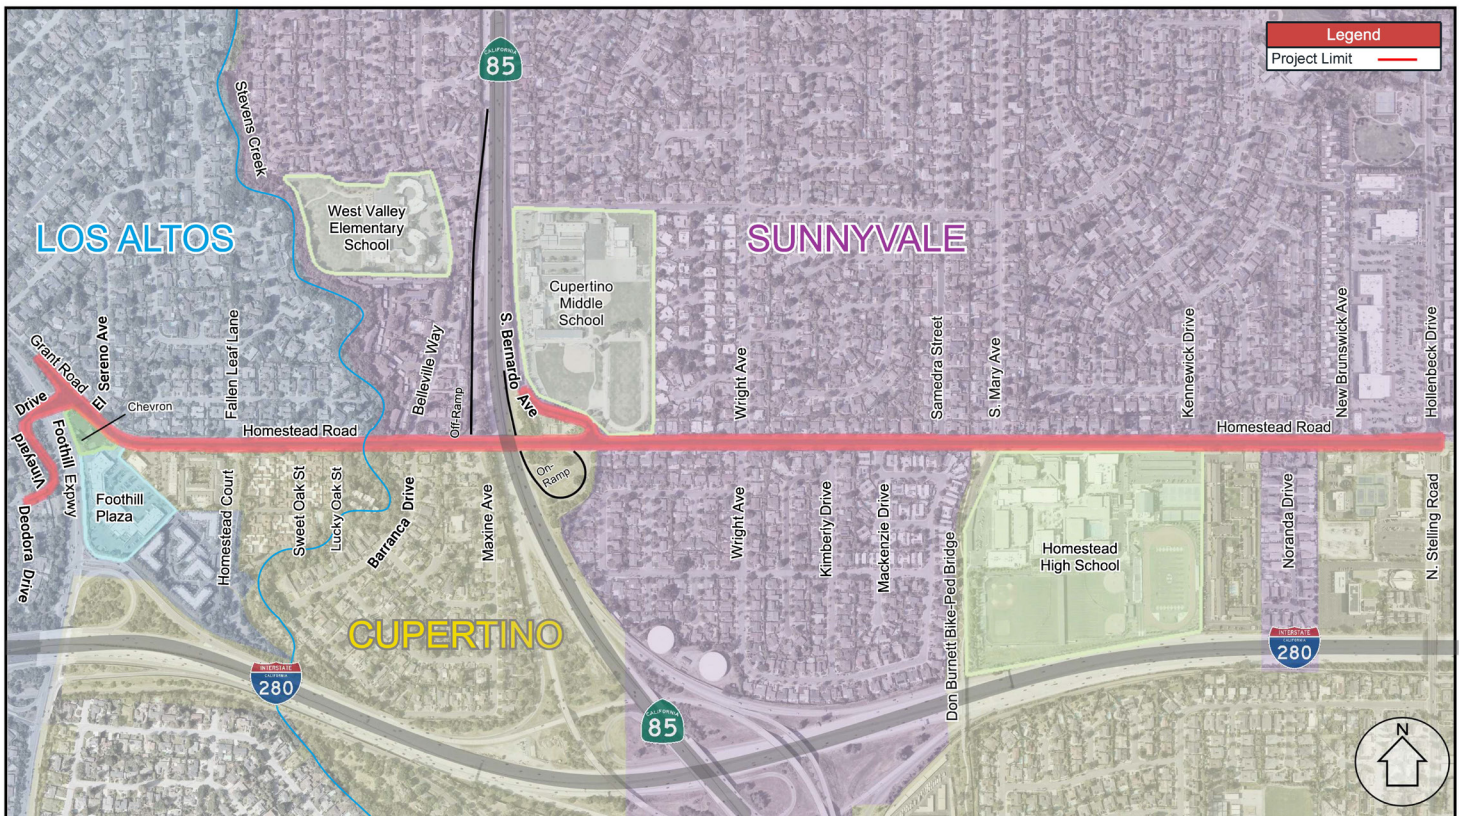 Legend
Project Limit
CALIFORNIA
85
Stevens Creek
West Valley
Elementary
School
LOS ALTOS
SUNNYVALE
Cupertino
Middle
School
Grant Road
Sereno Ave
Fallen Leaf Lane
Belleville Way
Off-Ramp
S. Bernardo Ave
Wright Ave
Samedra Street
S. Mary Ave
Kennewick Drive
New Brunswick Ave
Hollenbeck Drive
Chevron
Homestead Road
Homestead Road
Vineyard Drive
Foothill Expwy
Foothill
Plaza
Deodora Drive
Homestead Court
Sweet Oak St
Lucky Oak St
Barranca Drive
Maxine Ave
On-
Ramp
Wright Ave
Kimberly Drive
Mackenzie Drive
Don Burnett Bike-Ped Bridge
Homestead
High School
Noranda Drive
N. Stelling Road
CUPERTINO
INTERSTATE
CALIFORNIA
280
INTERSTATE
CALIFORNIA
280
CALIFORNIA
85
N